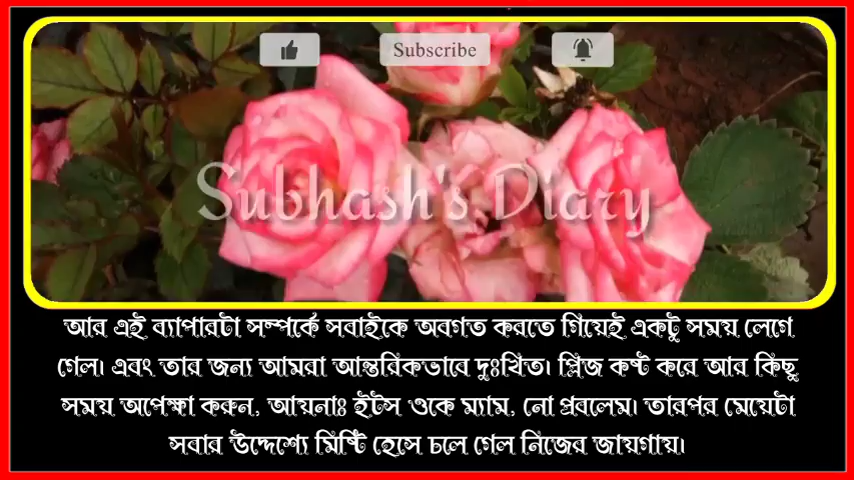 Subscribe
Subhash's Diary
আর এই ব্যাপারটা সম্পর্কে সবাইকে অবগত করতে গিয়েই একটু সময় লেগে
গেল। এবং তার জন্য আমরা আন্তরিকভাবে দুঃখিত। প্লিজ কষ্ট করে আর কিছু
সময় অপেক্ষা করুন, আয়নাঃ ইটস ওকে ম্যাম, নো প্রবলেম। তারপর মেয়েটা
সবার উদ্দেশ্যে মিষ্টি হেসে চলে গেল নিজের জায়গায়।